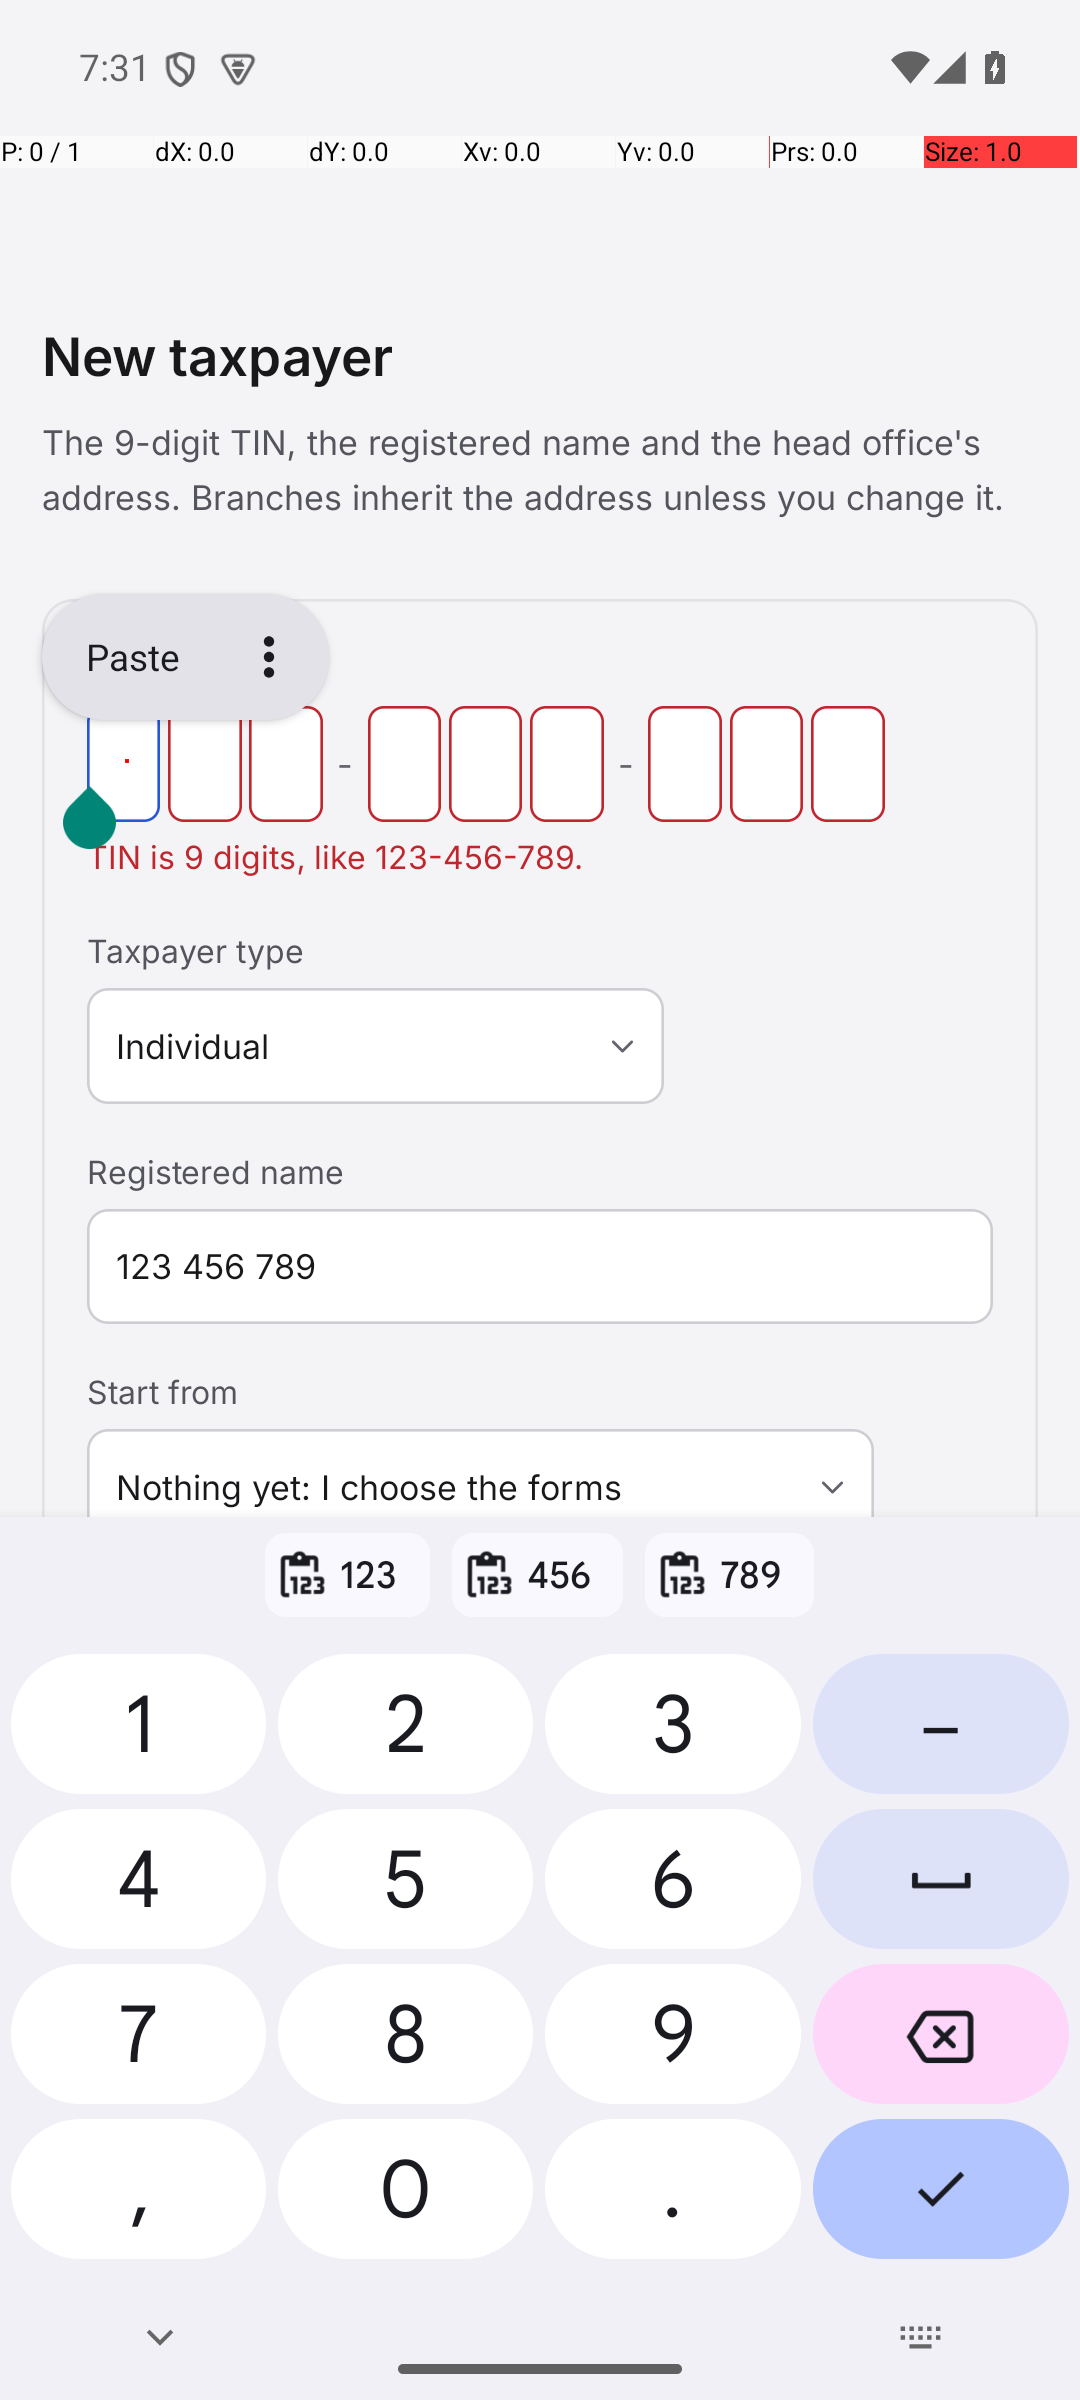 7:31
P: 0 / 1 dX: 0.0 dY: 0.0 Xv: 0.0 Yv: 0.0 Prs: 0.0 Size: 1.0
New taxpayer
The 9-digit TIN, the registered name and the head office's
address. Branches inherit the address unless you change it.
Paste
- -
TIN is 9 digits, like 123-456-789.
Taxpayer type
Individual
Registered name
123 456 789
Start from
Nothing yet: I choose the forms
123 123 123 456 123 789
1 2 3 –
4 5 6
7 8 9
, 0 .